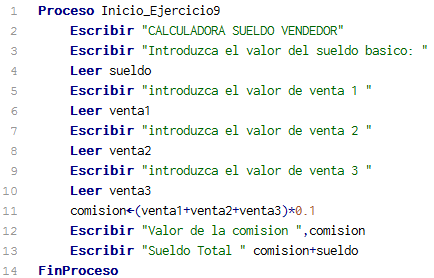 1 Proceso Inicio_Ejercicio9
2 Escribir "CALCULADORA SUELDO VENDEDOR"
3 Escribir "Introduzca el valor del sueldo basico: "
4 Leer sueldo
5 Escribir "introduzca el valor de venta 1 "
6 Leer venta1
7 Escribir "introduzca el valor de venta 2 "
8 Leer venta2
9 Escribir "introduzca el valor de venta 3 "
10 Leer venta3
11 comision←(venta1+venta2+venta3)*0.1
12 Escribir "Valor de la comision ",comision
13 Escribir "Sueldo Total " comision+sueldo
14 FinProceso